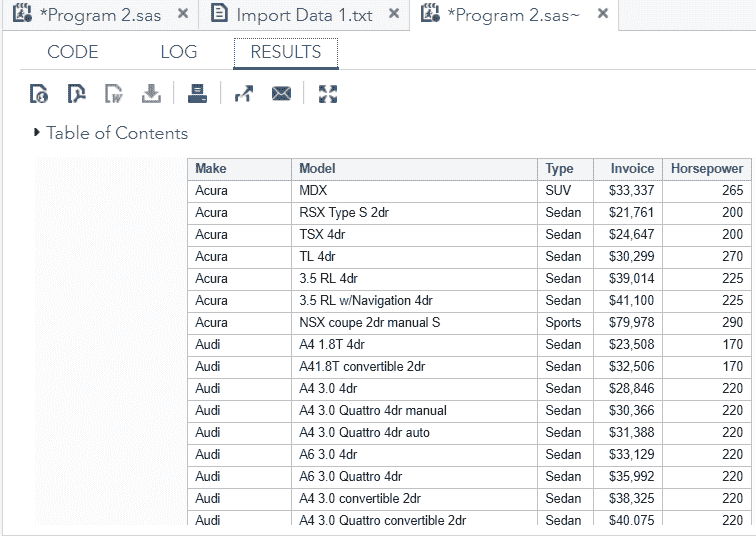 *Program 2.sas × Import Data 1.txt × *Program 2.sas~ ×
CODE LOG RESULTS
Table of Contents
Make Model Type Invoice Horsepower
Acura MDX SUV $33,337 265
Acura RSX Type S 2dr Sedan $21,761 200
Acura TSX 4dr Sedan $24,647 200
Acura TL 4dr Sedan $30,299 270
Acura 3.5 RL 4dr Sedan $39,014 225
Acura 3.5 RL w/Navigation 4dr Sedan $41,100 225
Acura NSX coupe 2dr manual S Sports $79,978 290
Audi A4 1.8T 4dr Sedan $23,508 170
Audi A41.8T convertible 2dr Sedan $32,506 170
Audi A4 3.0 4dr Sedan $28,846 220
Audi A4 3.0 Quattro 4dr manual Sedan $30,366 220
Audi A4 3.0 Quattro 4dr auto Sedan $31,388 220
Audi A6 3.0 4dr Sedan $33,129 220
Audi A6 3.0 Quattro 4dr Sedan $35,992 220
Audi A4 3.0 convertible 2dr Sedan $38,325 220
Audi A4 3.0 Quattro convertible 2dr Sedan $40,075 220